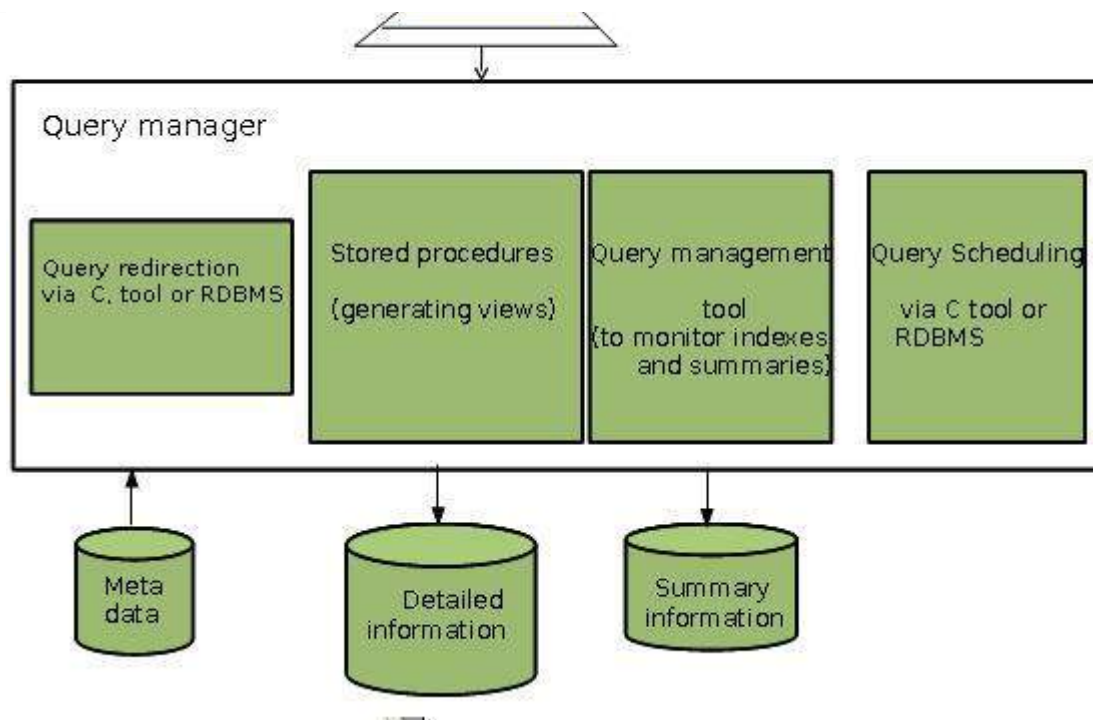 Query manager
Query redirection
via C, tool or RDBMS
Stored procedures
(generating views)
Query management
tool
(to monitor indexes
and summaries)
Query Scheduling
via C tool or
RDBMS
Meta
data
Detailed
information
Summary
information